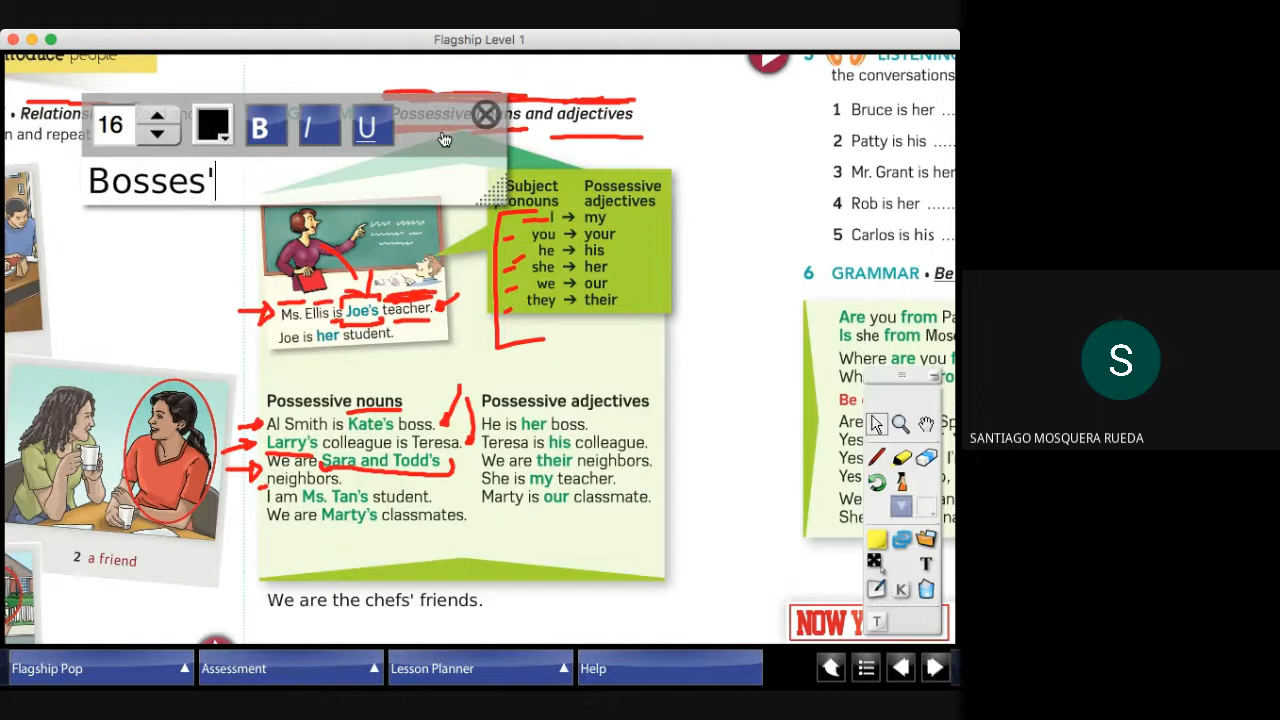 Flagship Level 1
people
• Relations
n and repeat
Possessive nouns and adjectives
16
B I U
Bosses'
Subject pronouns
Possessive adjectives
I → my
you → your
he → his
she → her
we → our
they → their
Ms. Ellis is Joe's teacher.
Joe is her student.
Possessive nouns
Al Smith is Kate's boss.
Larry's colleague is Teresa.
We are Sara and Todd's
neighbors.
I am Ms. Tan's student.
We are Marty's classmates.
Possessive adjectives
He is her boss.
Teresa is his colleague.
We are their neighbors.
She is my teacher.
Marty is our classmate.
2 a friend
We are the chefs' friends.
the conversations
1 Bruce is her ....
2 Patty is his .....
3 Mr. Grant is her
4 Rob is her ......
5 Carlos is his .....
6 GRAMMAR • Be
Are you from Pa
Is she from Mosc
Where are you f
Wh
Be
Are
Yes
Yes
Yes
We
She
NOW Y
T
K
T
Flagship Pop
Assessment
Lesson Planner
Help
S
SANTIAGO MOSQUERA RUEDA